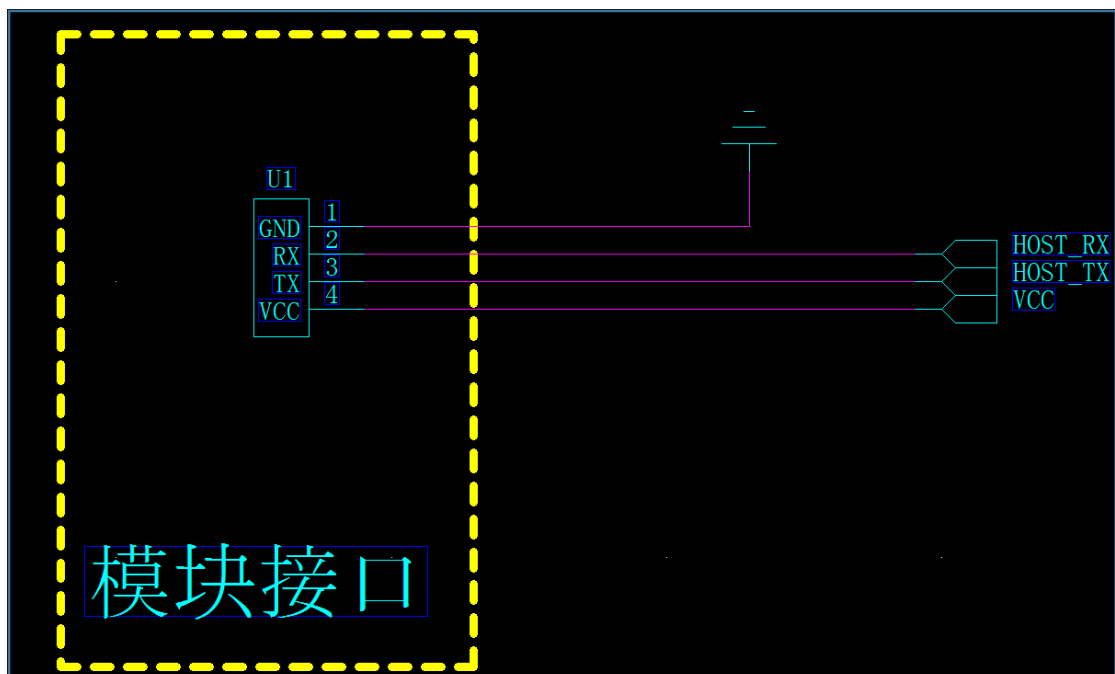 U1
GND 1
RX 2
TX 3
VCC 4
HOST_RX
HOST_TX
VCC
模块接口